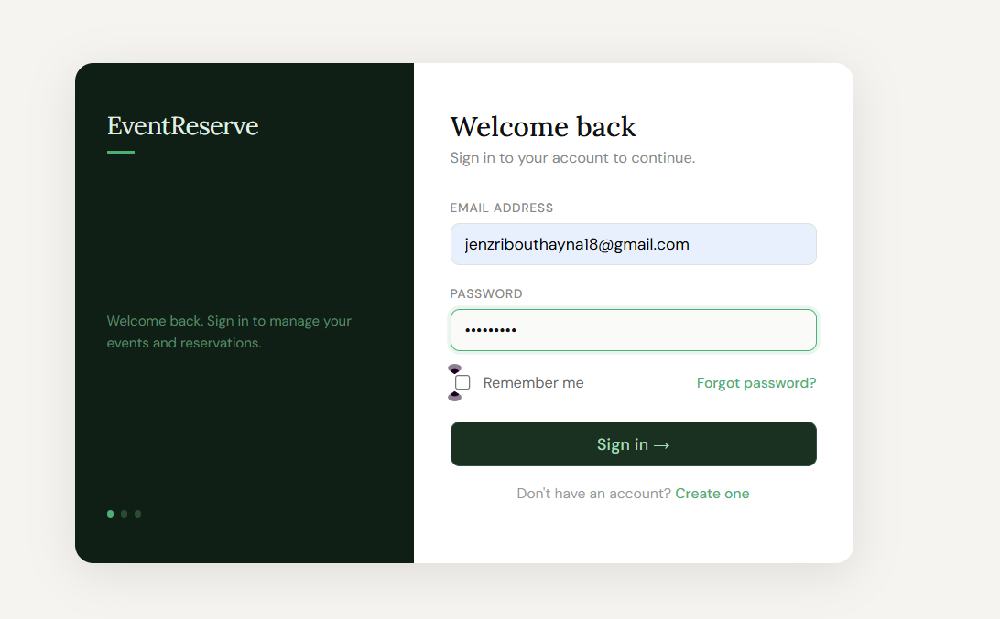 EventReserve
Welcome back. Sign in to manage your
events and reservations.
Welcome back
Sign in to your account to continue.
EMAIL ADDRESS
jenzribouthayna18@gmail.com
PASSWORD
•••••••••
Remember me
Forgot password?
Sign in →
Don't have an account? Create one